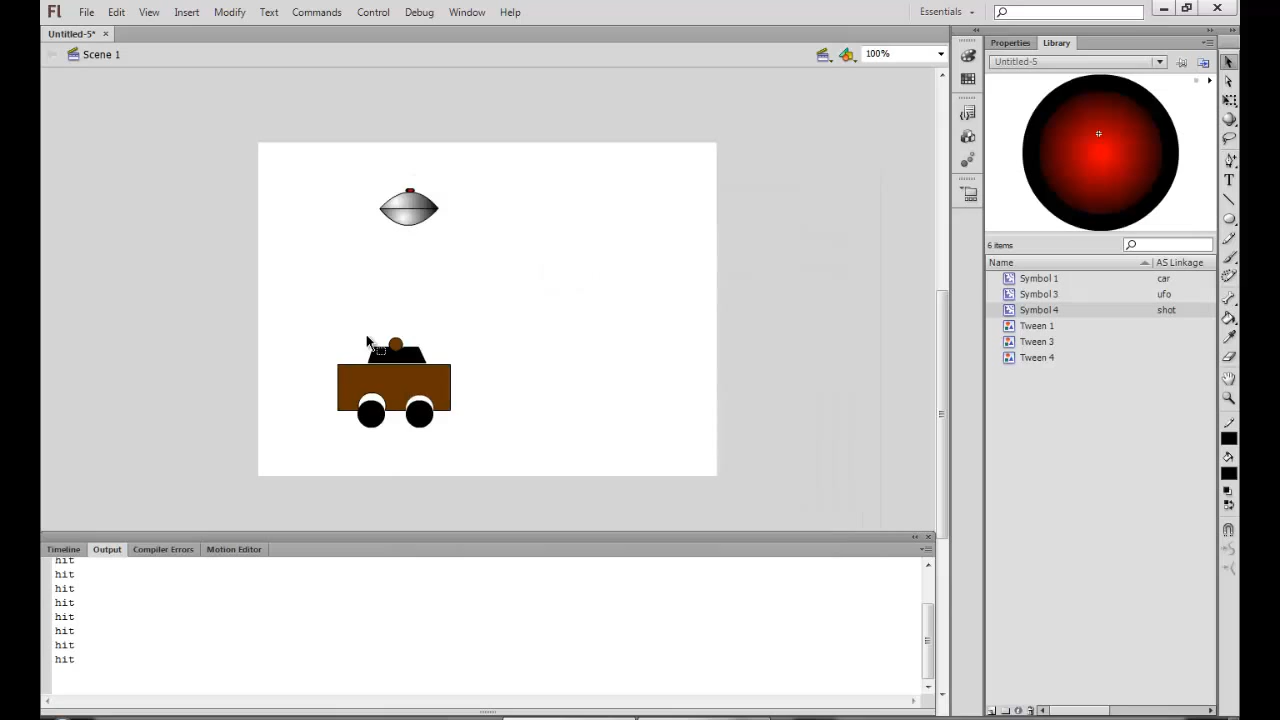 Fl File Edit View Insert Modify Text Commands Control Debug Window Help Essentials
Untitled-5* ×
Scene 1 100%
Properties Library
Untitled-5
6 items
Name AS Linkage
Symbol 1 car
Symbol 3 ufo
Symbol 4 shot
Tween 1
Tween 3
Tween 4
Timeline Output Compiler Errors Motion Editor
hit
hit
hit
hit
hit
hit
hit
hit